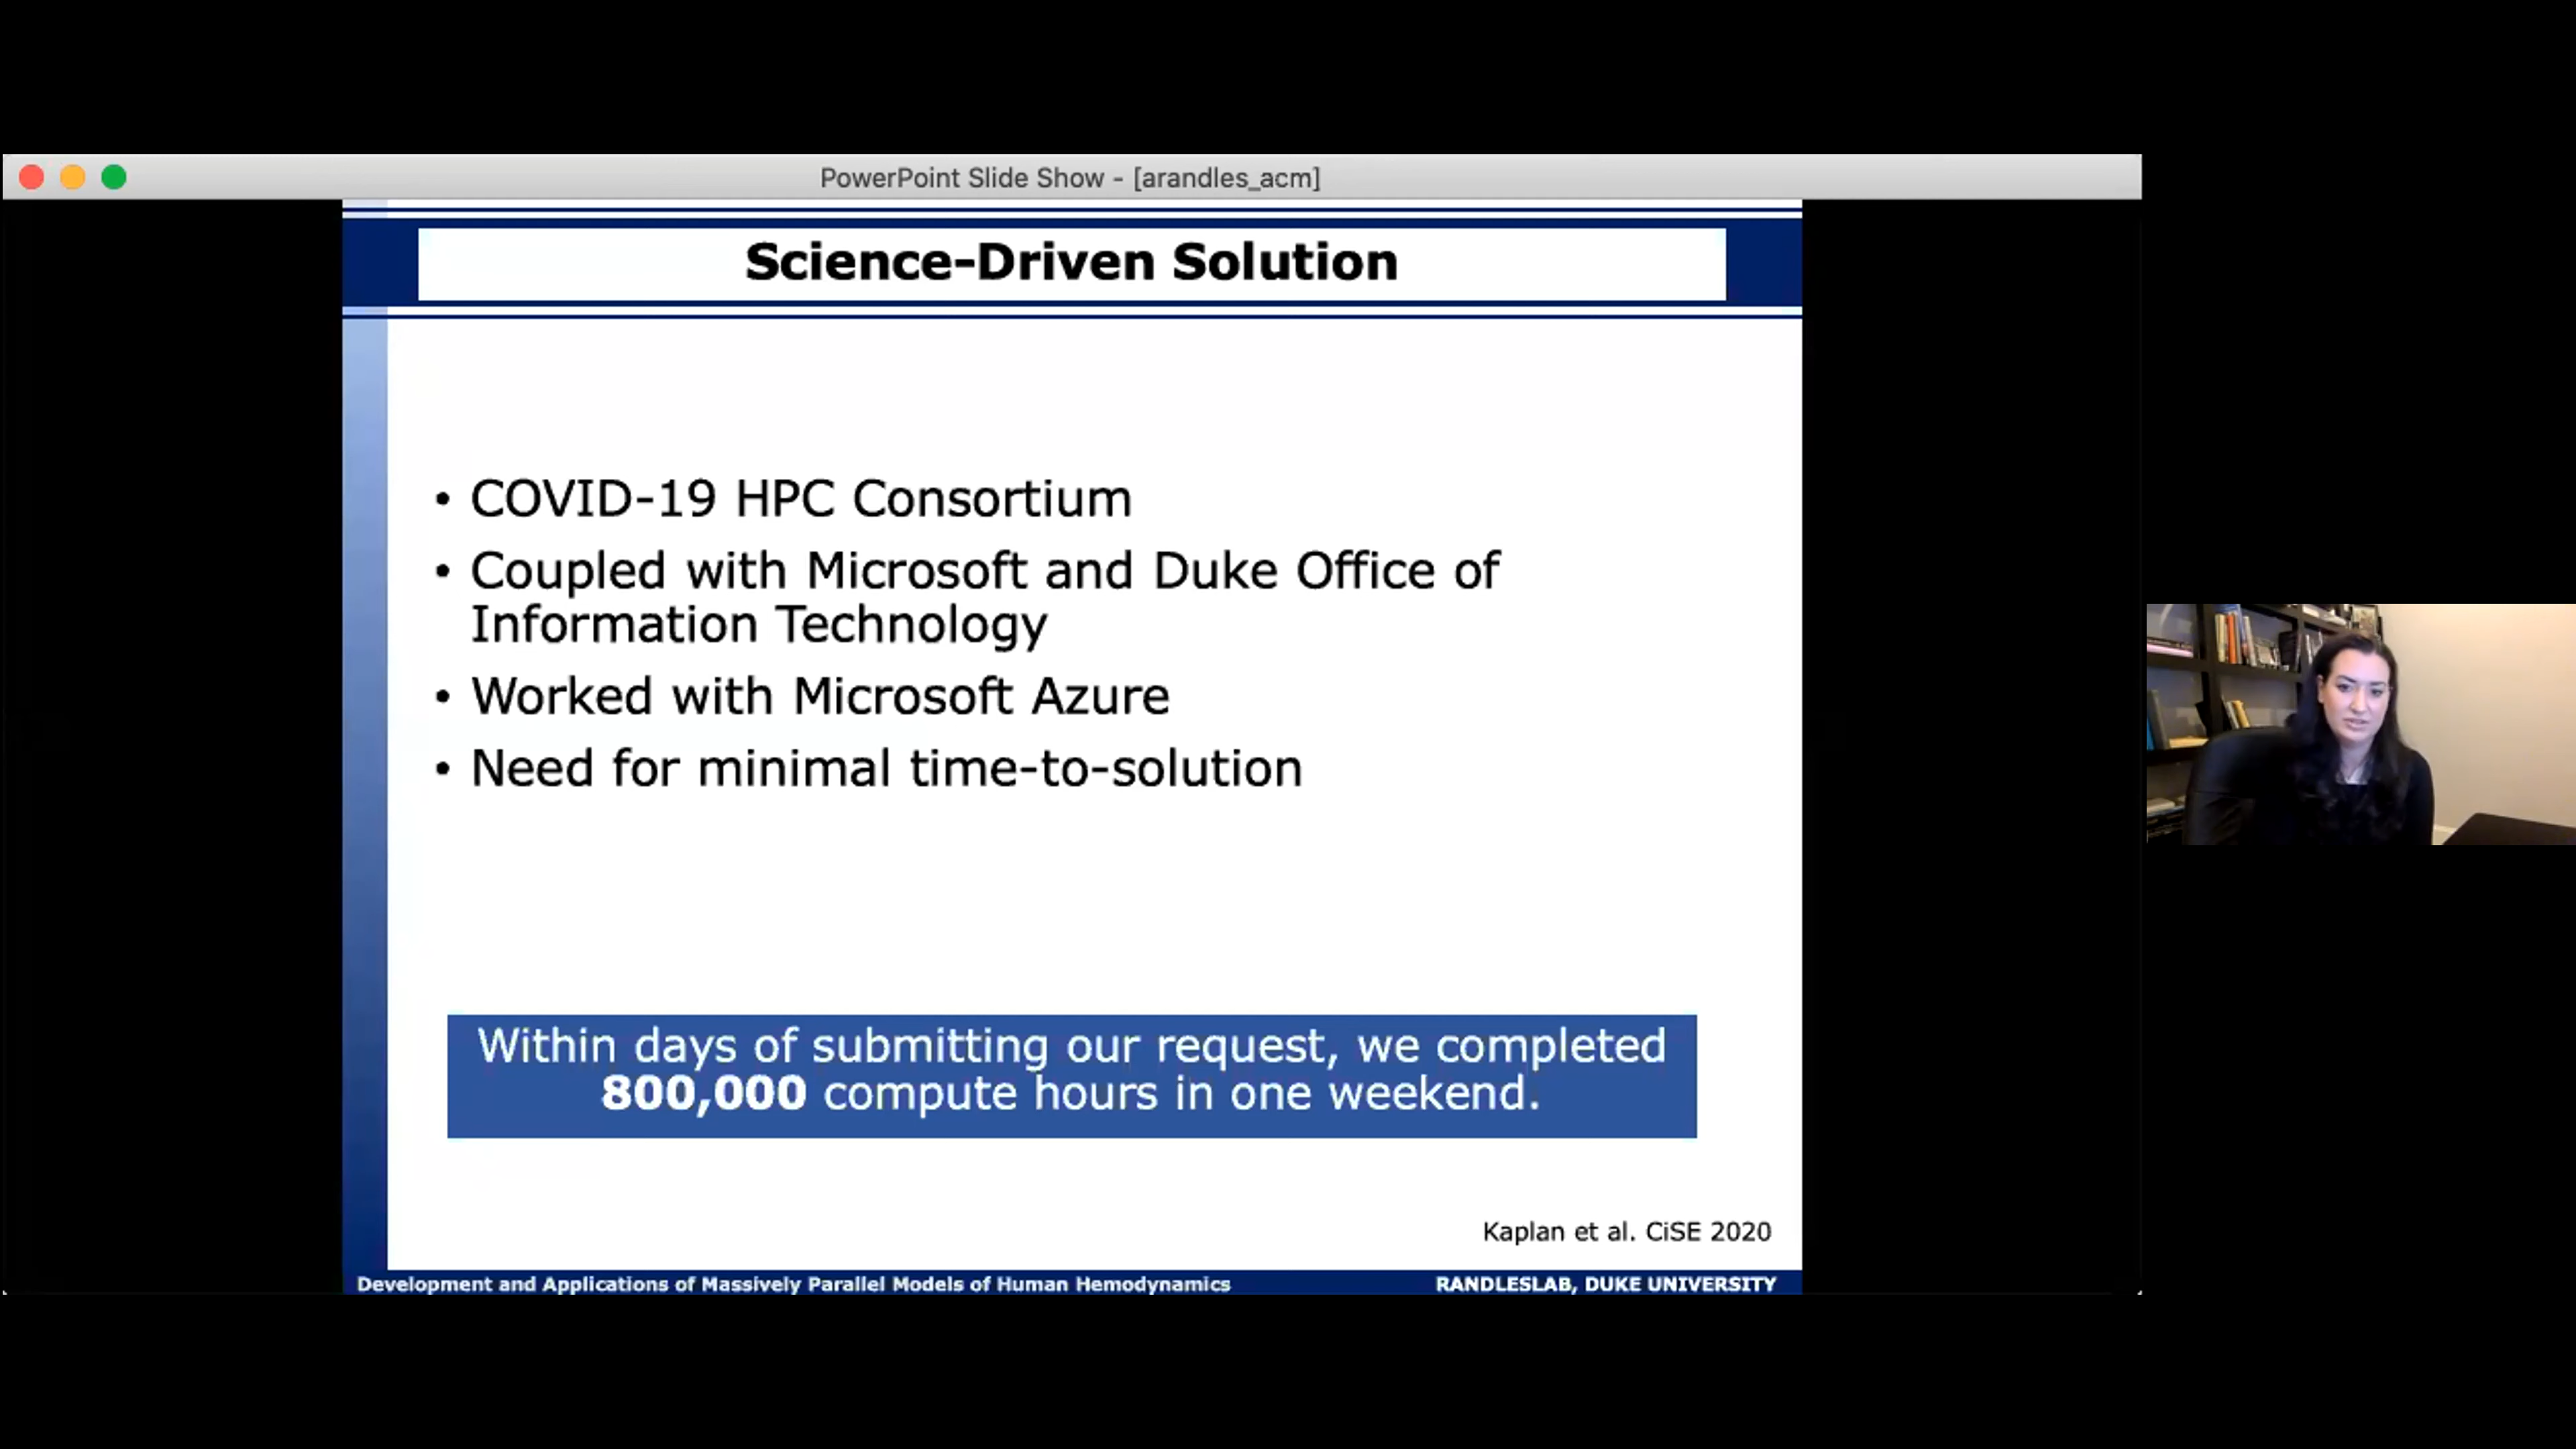 PowerPoint Slide Show - [arandles_acm]
Science-Driven Solution
• COVID-19 HPC Consortium
• Coupled with Microsoft and Duke Office of
Information Technology
• Worked with Microsoft Azure
• Need for minimal time-to-solution
Within days of submitting our request, we completed
800,000 compute hours in one weekend.
Kaplan et al. CiSE 2020
Development and Applications of Massively Parallel Models of Human Hemodynamics
RANDLESLAB, DUKE UNIVERSITY